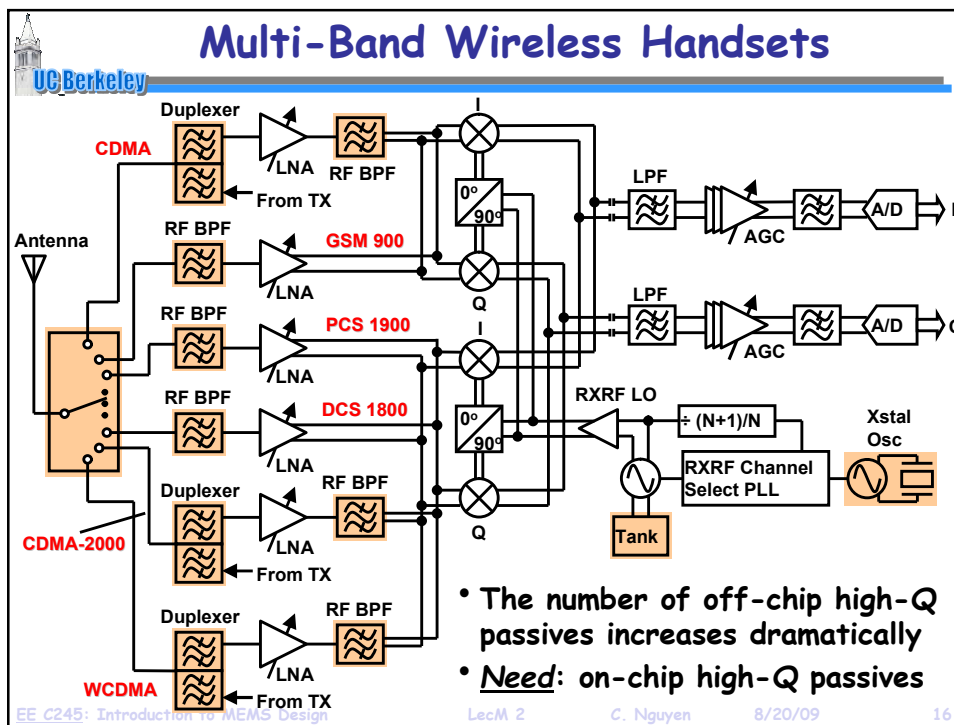 Multi-Band Wireless Handsets
UC Berkeley
Duplexer
CDMA
LNA
RF BPF
From TX
I
0o
90o
Q
LPF
AGC
A/D
Antenna
RF BPF
GSM 900
LNA
RF BPF
PCS 1900
LNA
I
0o
90o
Q
LPF
AGC
A/D
RF BPF
DCS 1800
LNA
RXRF LO
÷ (N+1)/N
Xstal
Osc
RXRF Channel
Select PLL
Tank
Duplexer
RF BPF
LNA
CDMA-2000
From TX
Duplexer
RF BPF
LNA
WCDMA
From TX
• The number of off-chip high-Q
passives increases dramatically
• Need: on-chip high-Q passives
EE C245: Introduction to MEMS Design LecM 2 C. Nguyen 8/20/09 16